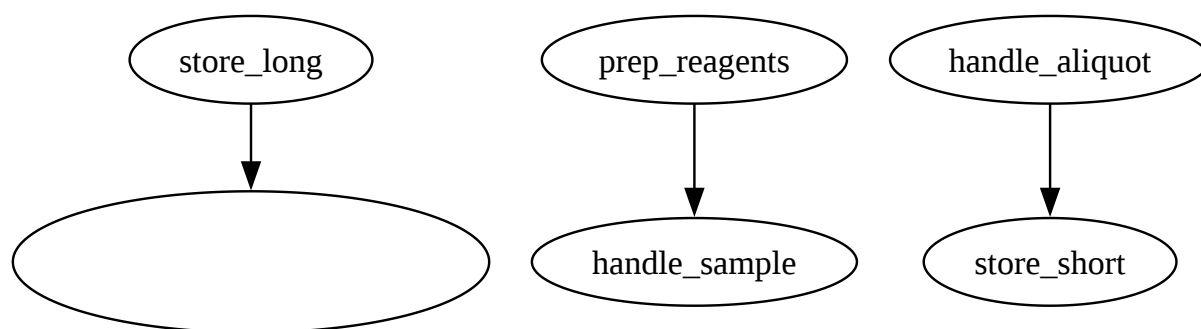 store_long
prep_reagents
handle_aliquot
handle_sample
store_short